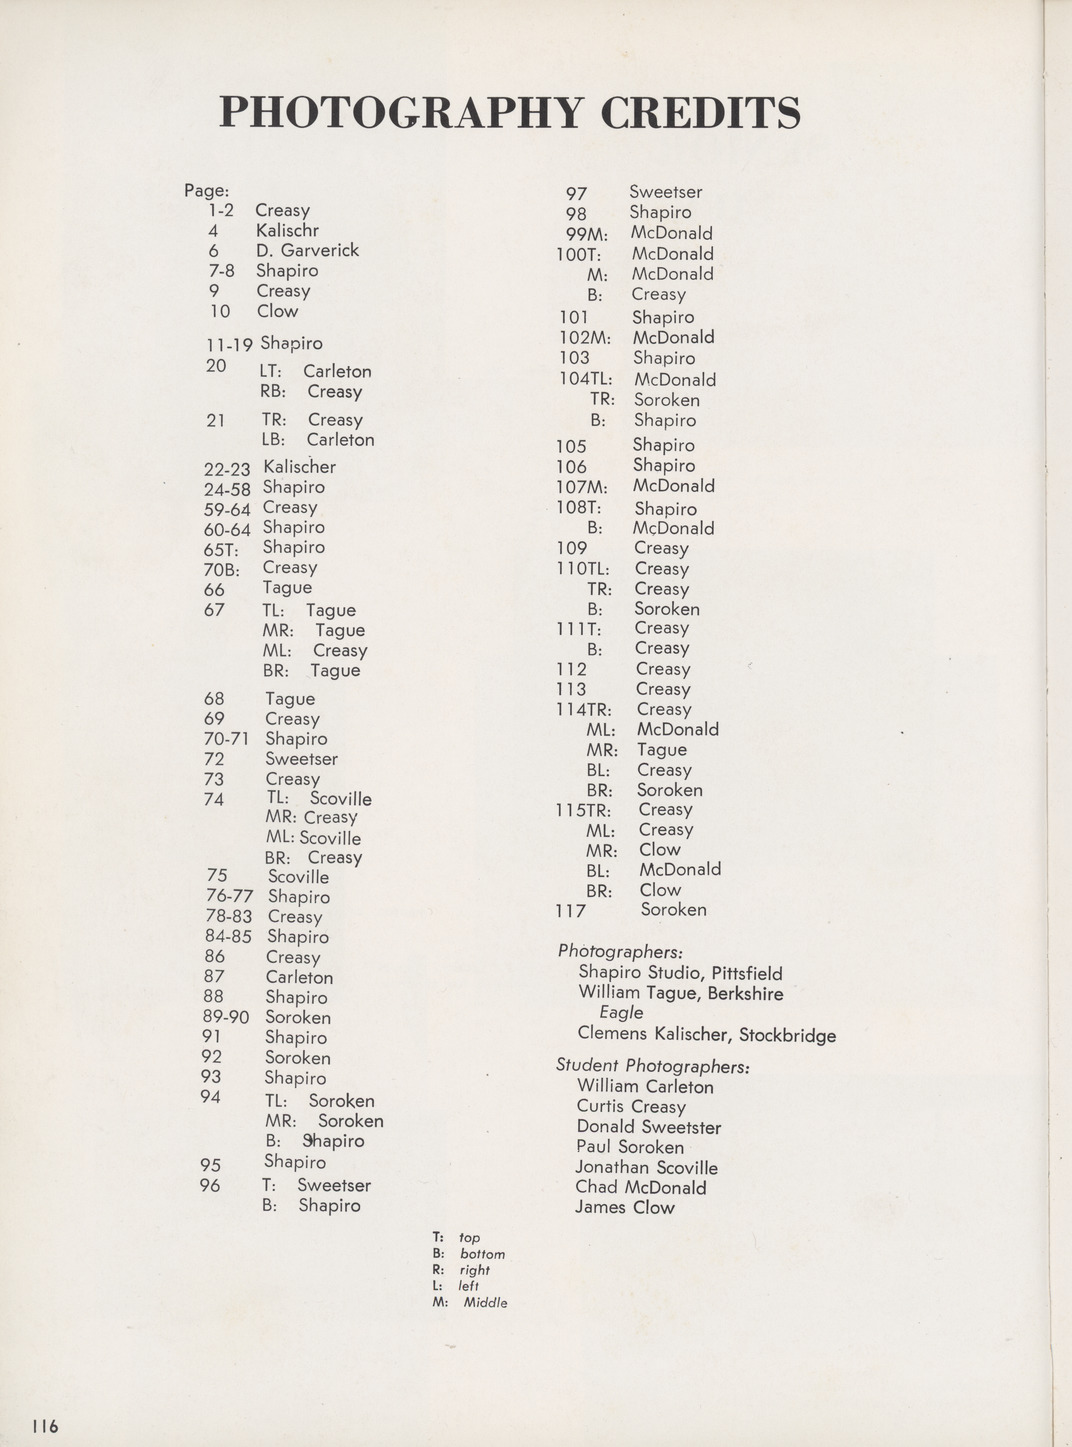 PHOTOGRAPHY CREDITS
Page:
1-2 Creasy
4 Kalischr
6 D. Garverick
7-8 Shapiro
9 Creasy
10 Clow
11-19 Shapiro
20 LT: Carleton
RB: Creasy
21 TR: Creasy
LB: Carleton
22-23 Kalischer
24-58 Shapiro
59-64 Creasy
60-64 Shapiro
65T: Shapiro
70B: Creasy
66 Tague
67 TL: Tague
MR: Tague
ML: Creasy
BR: Tague
68 Tague
69 Creasy
70-71 Shapiro
72 Sweetser
73 Creasy
74 TL: Scoville
MR: Creasy
ML: Scoville
BR: Creasy
75 Scoville
76-77 Shapiro
78-83 Creasy
84-85 Shapiro
86 Creasy
87 Carleton
88 Shapiro
89-90 Soroken
91 Shapiro
92 Soroken
93 Shapiro
94 TL: Soroken
MR: Soroken
B: Shapiro
95 Shapiro
96 T: Sweetser
B: Shapiro
97 Sweetser
98 Shapiro
99M: McDonald
100T: McDonald
M: McDonald
B: Creasy
101 Shapiro
102M: McDonald
103 Shapiro
104TL: McDonald
TR: Soroken
B: Shapiro
105 Shapiro
106 Shapiro
107M: McDonald
108T: Shapiro
B: McDonald
109 Creasy
110TL: Creasy
TR: Creasy
B: Soroken
111T: Creasy
B: Creasy
112 Creasy
113 Creasy
114TR: Creasy
ML: McDonald
MR: Tague
BL: Creasy
BR: Soroken
115TR: Creasy
ML: Creasy
MR: Clow
BL: McDonald
BR: Clow
117 Soroken
Photographers:
Shapiro Studio, Pittsfield
William Tague, Berkshire
Eagle
Clemens Kalischer, Stockbridge
Student Photographers:
William Carleton
Curtis Creasy
Donald Sweetster
Paul Soroken
Jonathan Scoville
Chad McDonald
James Clow
T: top
B: bottom
R: right
L: left
M: Middle
116